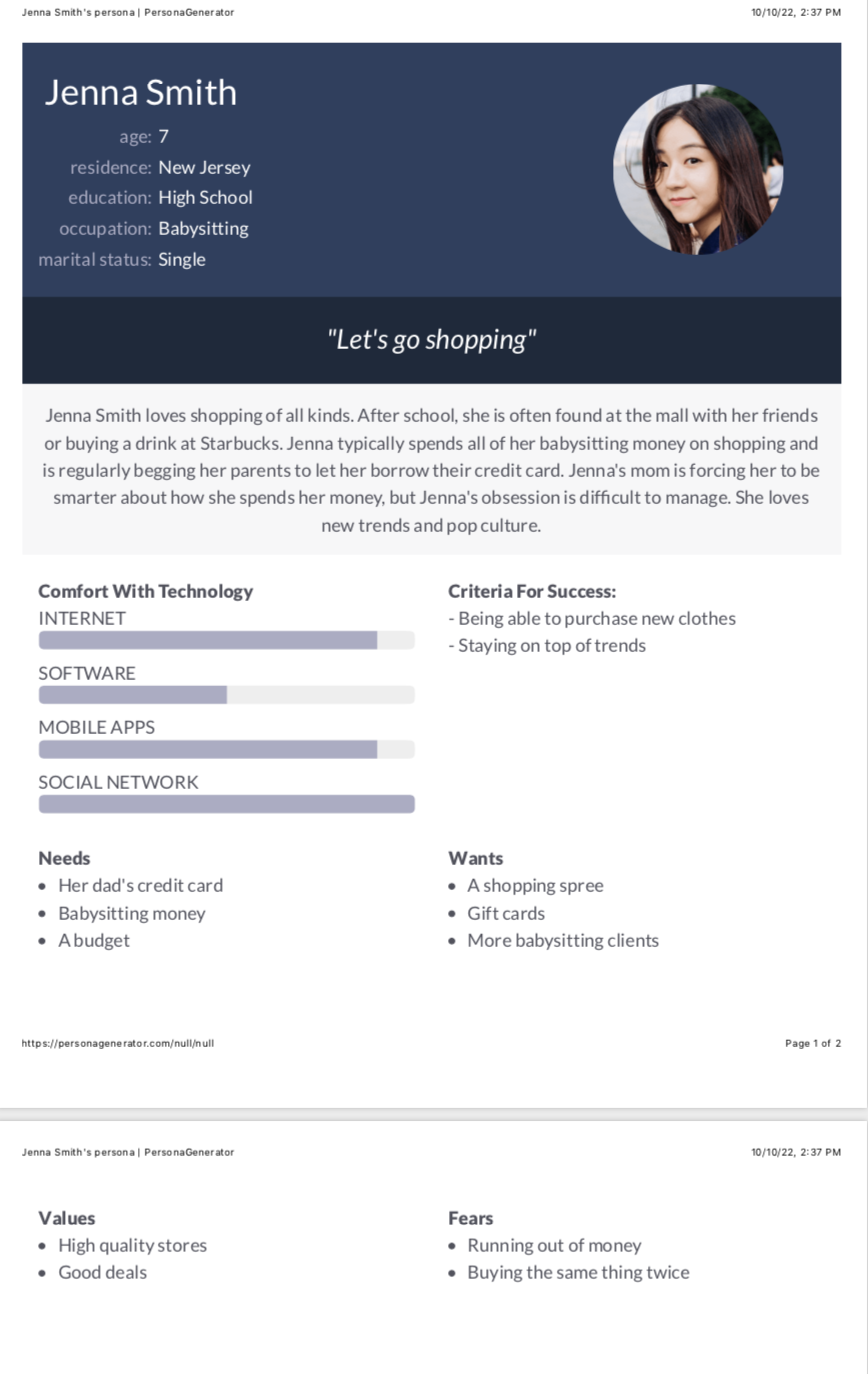 Jenna Smith's persona | PersonaGenerator
10/10/22, 2:37 PM
Jenna Smith
age: 7
residence: New Jersey
education: High School
occupation: Babysitting
marital status: Single
"Let's go shopping"
Jenna Smith loves shopping of all kinds. After school, she is often found at the mall with her friends
or buying a drink at Starbucks. Jenna typically spends all of her babysitting money on shopping and
is regularly begging her parents to let her borrow their credit card. Jenna's mom is forcing her to be
smarter about how she spends her money, but Jenna's obsession is difficult to manage. She loves
new trends and pop culture.
Comfort With Technology
INTERNET
SOFTWARE
MOBILE APPS
SOCIAL NETWORK
Criteria For Success:
- Being able to purchase new clothes
- Staying on top of trends
Needs
• Her dad's credit card
• Babysitting money
• A budget
Wants
• A shopping spree
• Gift cards
• More babysitting clients
https://personagenerator.com/null/null
Page 1 of 2
Jenna Smith's persona | PersonaGenerator
10/10/22, 2:37 PM
Values
• High quality stores
• Good deals
Fears
• Running out of money
• Buying the same thing twice